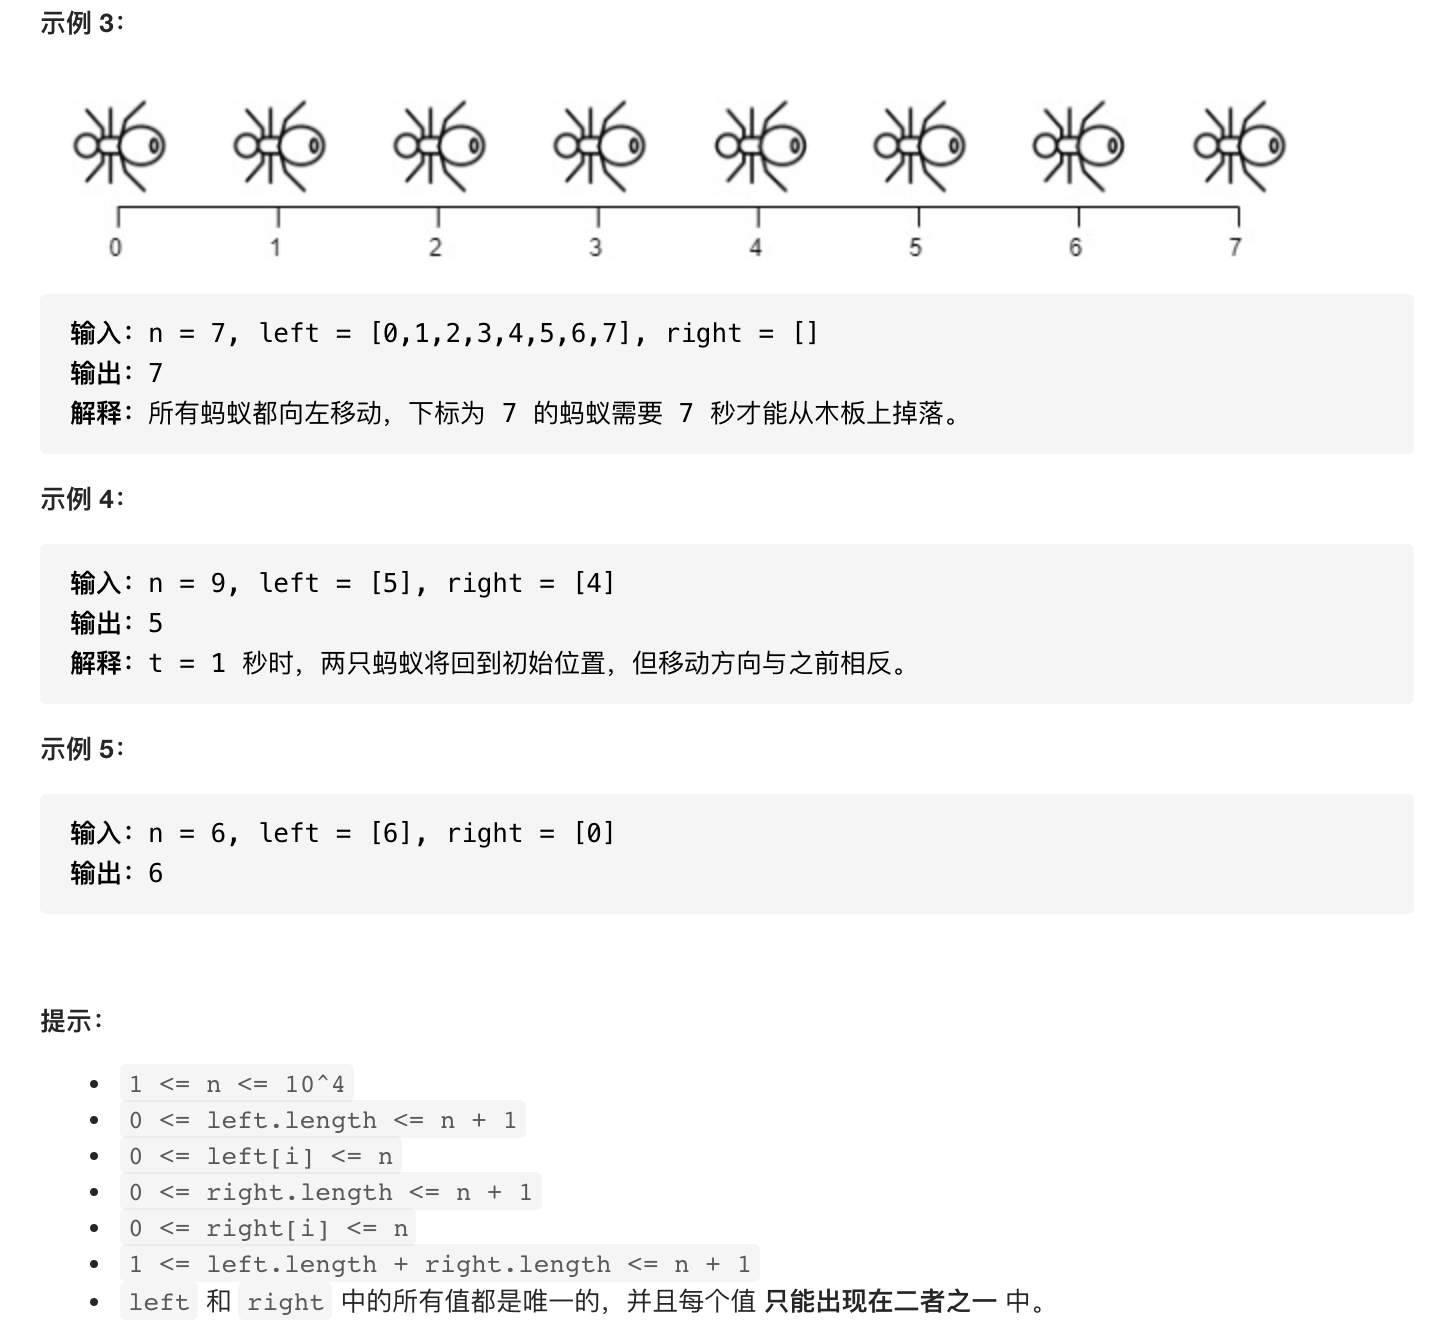 示例 3：
0 1 2 3 4 5 6 7
输入：n = 7, left = [0,1,2,3,4,5,6,7], right = []
输出：7
解释：所有蚂蚁都向左移动，下标为 7 的蚂蚁需要 7 秒才能从木板上掉落。
示例 4：
输入：n = 9, left = [5], right = [4]
输出：5
解释：t = 1 秒时，两只蚂蚁将回到初始位置，但移动方向与之前相反。
示例 5：
输入：n = 6, left = [6], right = [0]
输出：6
提示：
1 <= n <= 10^4
0 <= left.length <= n + 1
0 <= left[i] <= n
0 <= right.length <= n + 1
0 <= right[i] <= n
1 <= left.length + right.length <= n + 1
left 和 right 中的所有值都是唯一的，并且每个值 只能出现在二者之一 中。